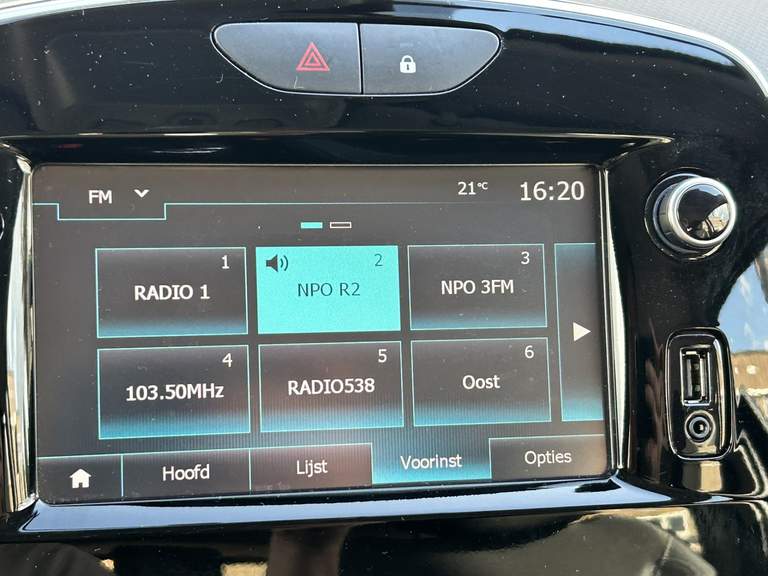 FM 21°C 16:20
1 2 3
RADIO 1 NPO R2 NPO 3FM
4 5 6
103.50MHz RADIO538 Oost
Hoofd Lijst Voorinst Opties